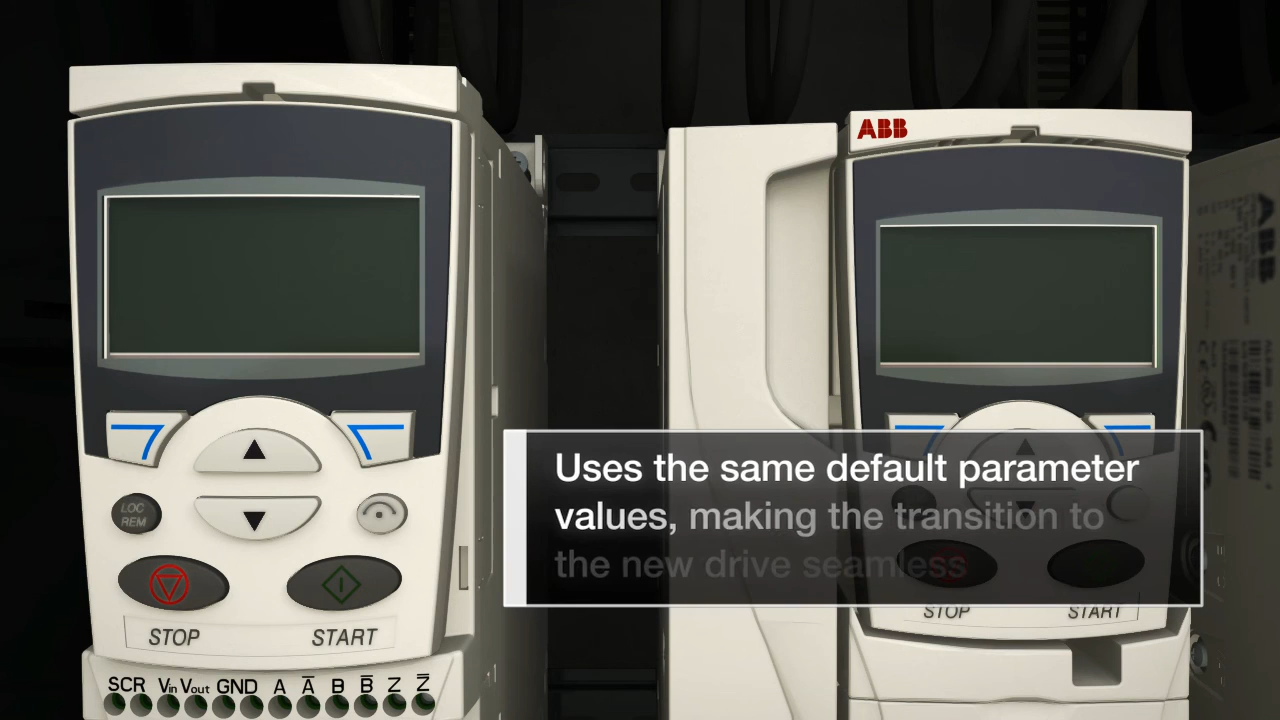 ABB
ABB
LOC
REM
Uses the same default parameter
values, making the transition to
the new drive seamless
STOP START
STOP START
SCR Vin Vout GND A A̅ B B̅ Z Z̅